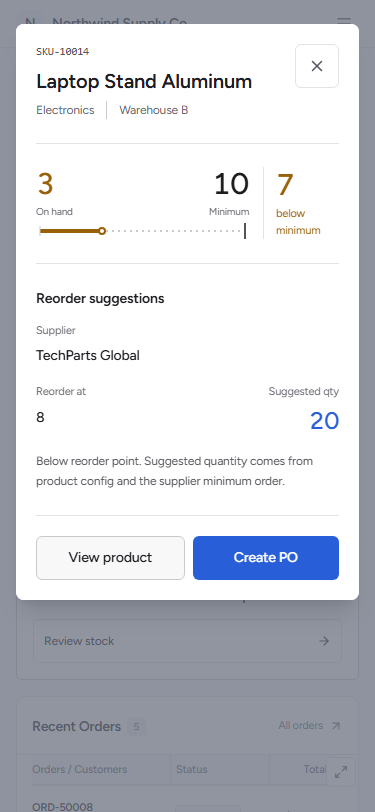 N Northwind Supply Co
SKU-10014
Laptop Stand Aluminum
Electronics Warehouse B
3 10 7
On hand Minimum below
minimum
Reorder suggestions
Supplier
TechParts Global
Reorder at Suggested qty
8 20
Below reorder point. Suggested quantity comes from
product config and the supplier minimum order.
View product Create PO
Review stock
Recent Orders 5 All orders
Orders / Customers Status Total
ORD-50008